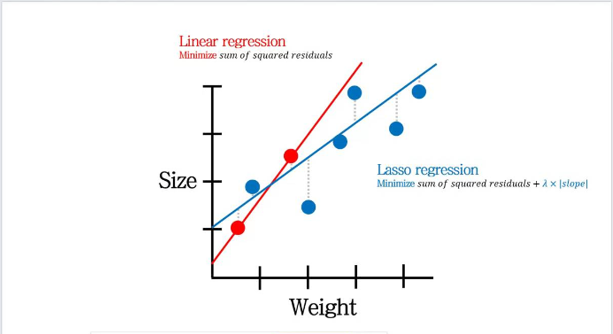 Linear regression
Minimize sum of squared residuals
Size
Lasso regression
Minimize sum of squared residuals + λ × |slope|
Weight